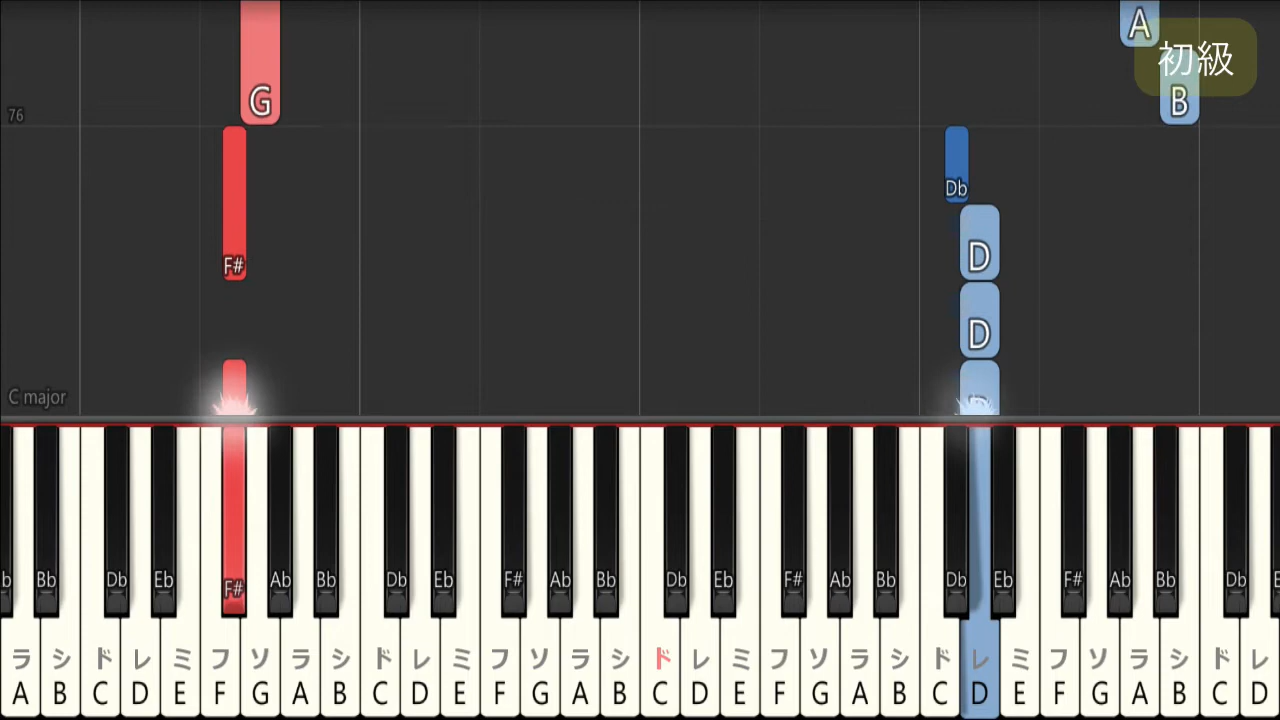 A
初級
G
B
76
Db
F#
D
D
C major
b Bb Db Eb F# Ab Bb Db Eb F# Ab Bb Db Eb F# Ab Bb Db Eb F# Ab Bb Db E
ラ シ ド レ ミ フ ソ ラ シ ド レ ミ フ ソ ラ シ ド レ ミ フ ソ ラ シ ド レ ミ フ ソ ラ シ ド レ
A B C D E F G A B C D E F G A B C D E F G A B C D E F G A B C D